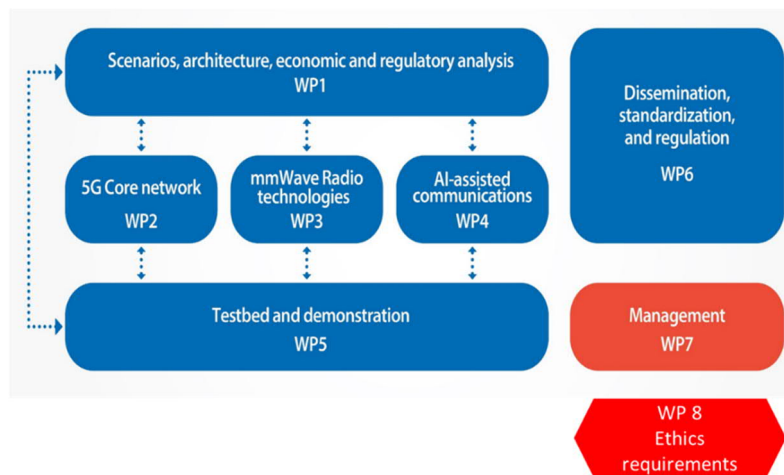 Scenarios, architecture, economic and regulatory analysis
WP1
Dissemination,
standardization,
and regulation
WP6
5G Core network
WP2
mmWave Radio
technologies
WP3
AI-assisted
communications
WP4
Testbed and demonstration
WP5
Management
WP7
WP 8
Ethics
requirements